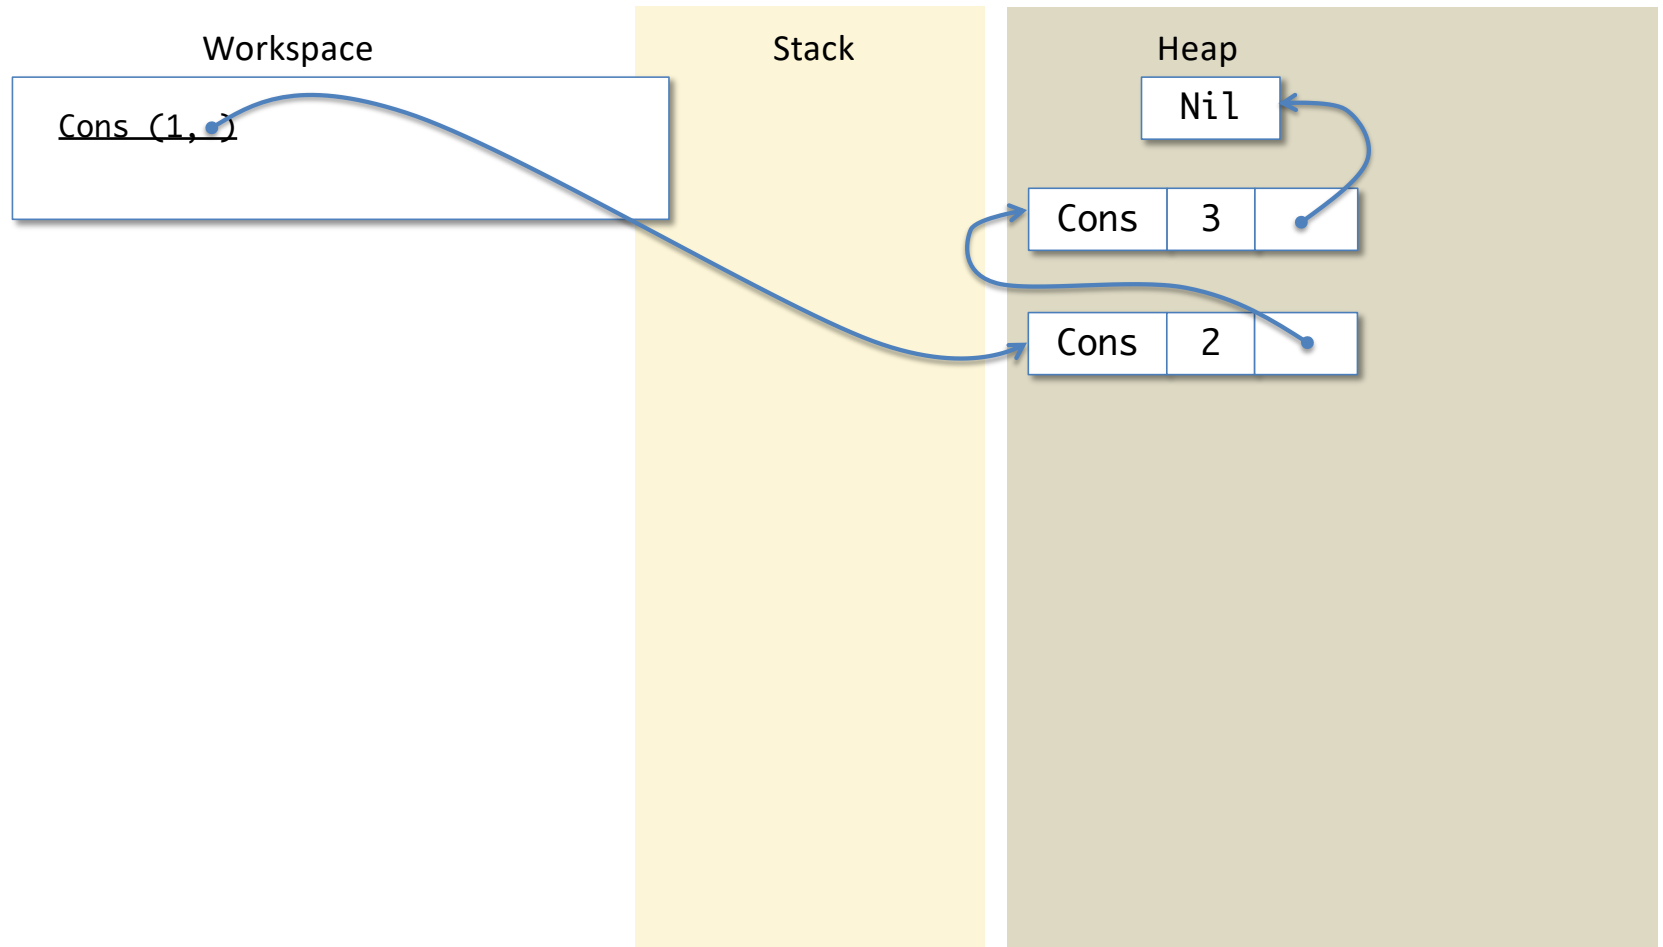 Workspace
Stack
Heap
Cons (1, )
Nil
Cons 3
Cons 2